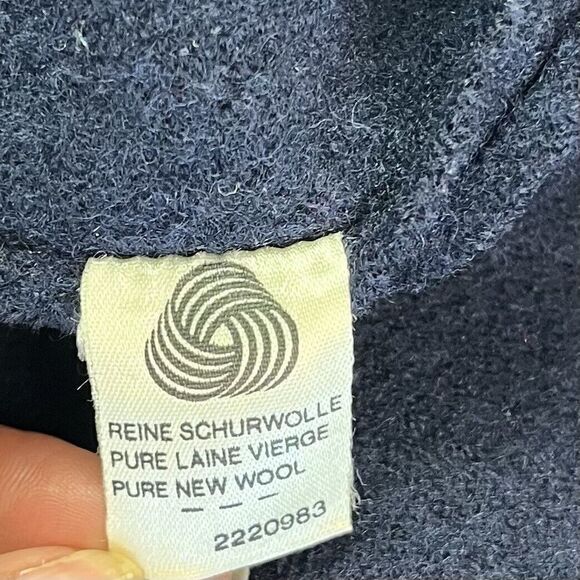 REINE SCHURWOLLE
PURE LAINE VIERGE
PURE NEW WOOL
— — —
2220983